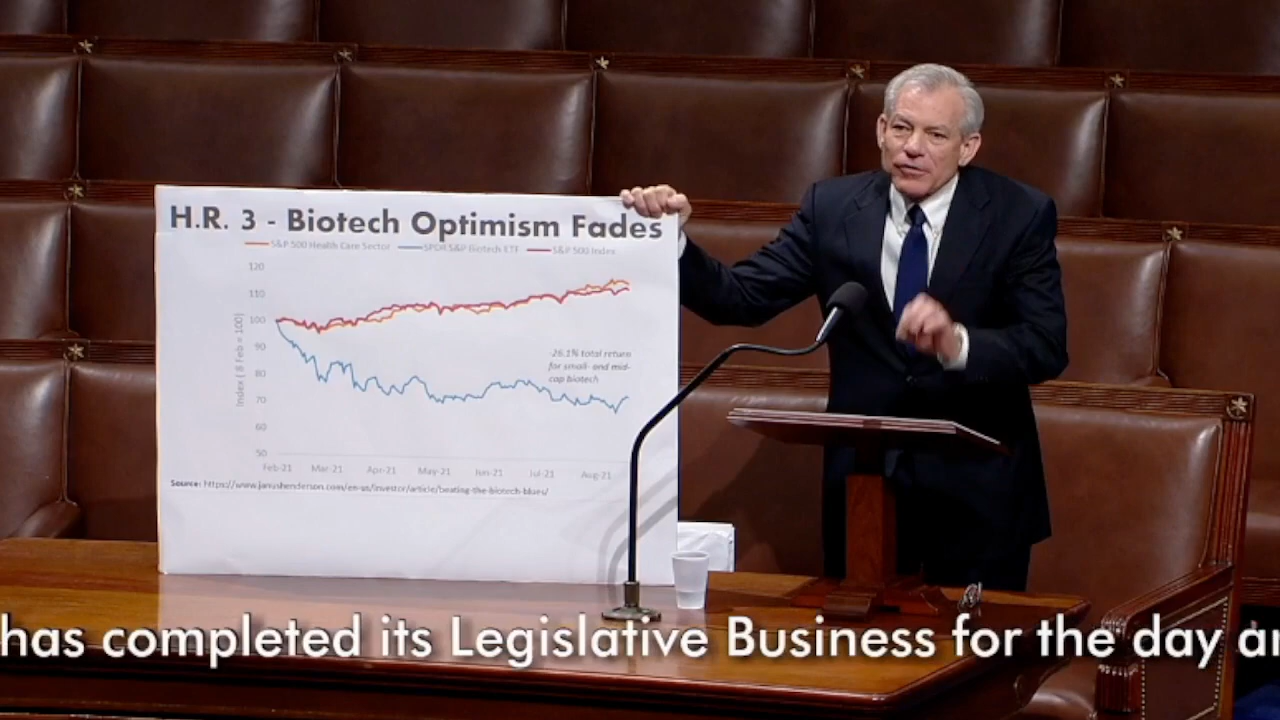 H.R. 3 - Biotech Optimism Fades
S&P 500 Health Care Sector SPDR S&P Biotech ETF S&P 500 Index
120
110
100
90
80
70
60
50
Index ( 8 Feb = 100)
-26.1% total return
for small- and mid-
cap biotech
Feb-21 Mar-21 Apr-21 May-21 Jun-21 Jul-21 Aug-21
Source: https://www.janushenderson.com/en-us/investor/article/beating-the-biotech-blues/
has completed its Legislative Business for the day an